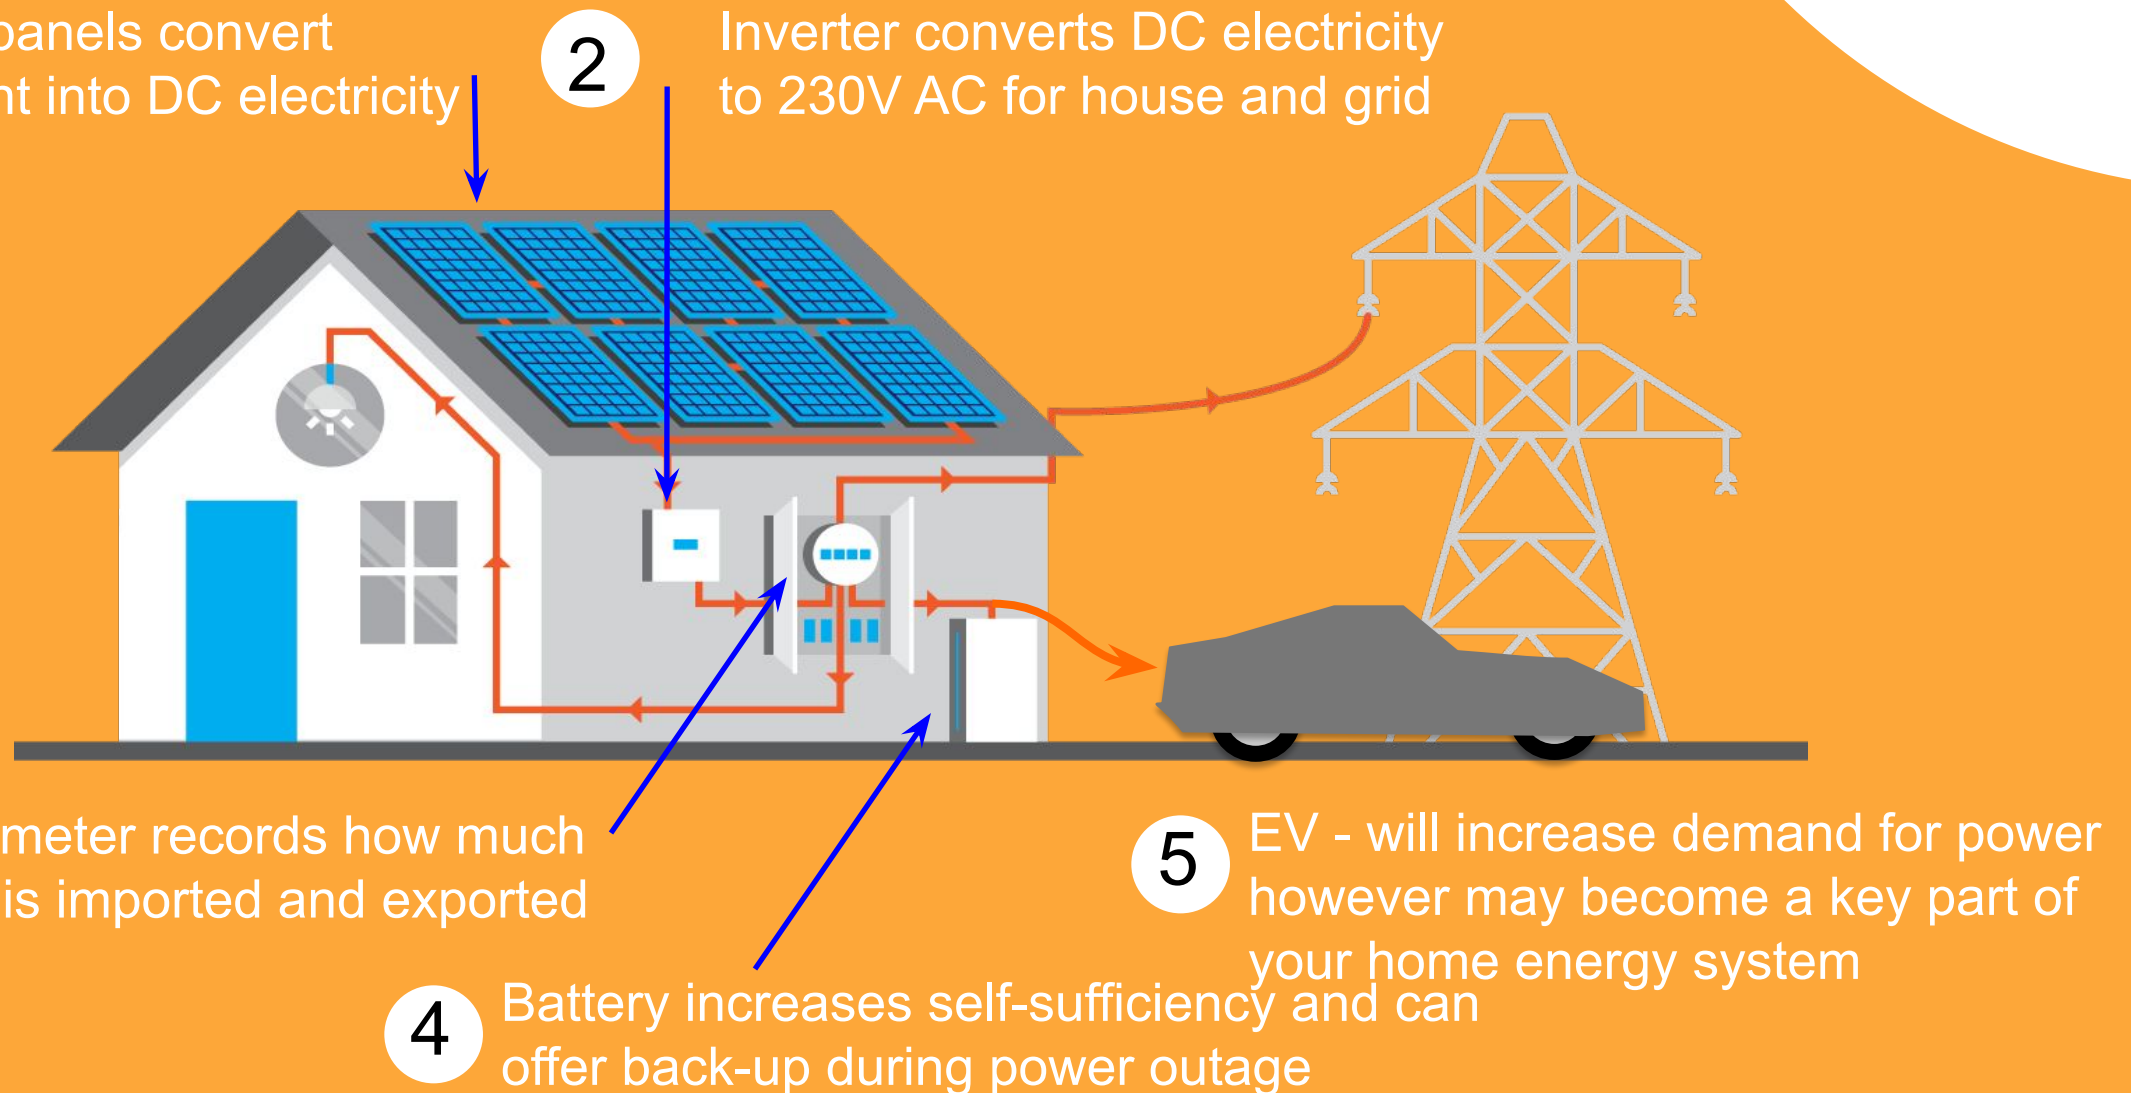 panels convert
nt into DC electricity
2
Inverter converts DC electricity
to 230V AC for house and grid
meter records how much
is imported and exported
4
Battery increases self-sufficiency and can
offer back-up during power outage
5
EV - will increase demand for power
however may become a key part of
your home energy system